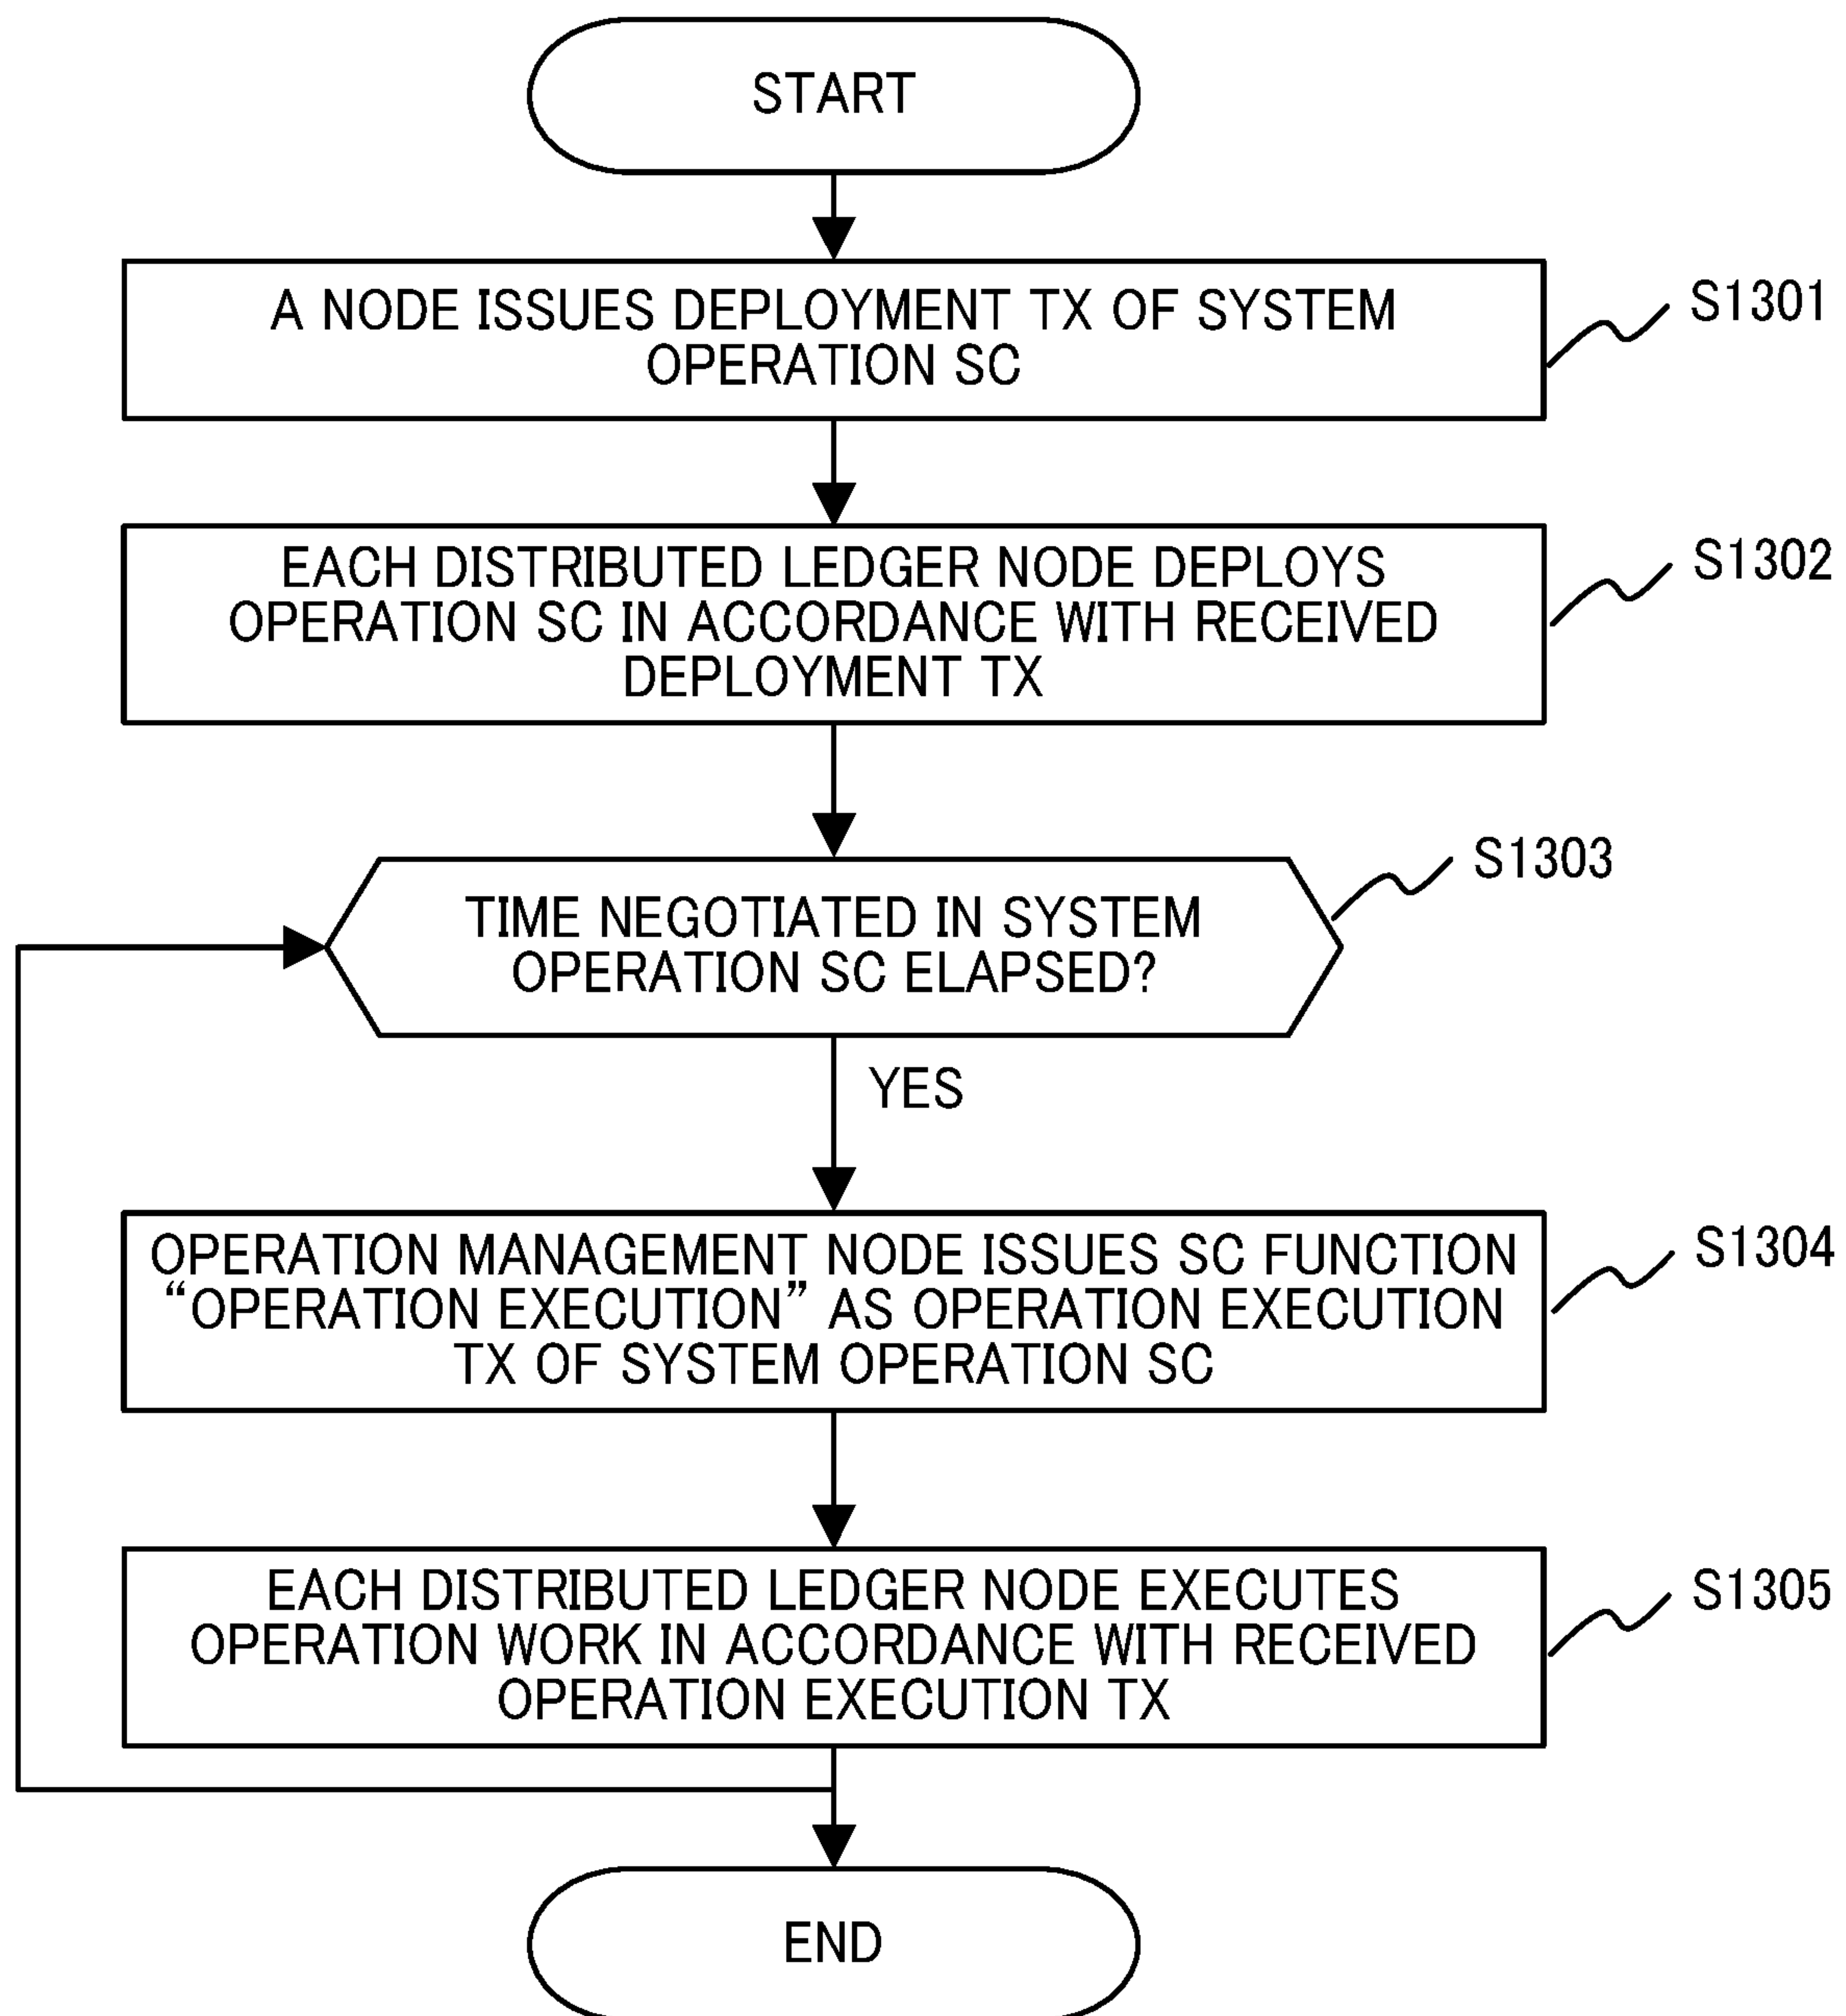 START
A NODE ISSUES DEPLOYMENT TX OF SYSTEM
OPERATION SC
S1301
EACH DISTRIBUTED LEDGER NODE DEPLOYS
OPERATION SC IN ACCORDANCE WITH RECEIVED
DEPLOYMENT TX
S1302
TIME NEGOTIATED IN SYSTEM
OPERATION SC ELAPSED?
S1303
YES
OPERATION MANAGEMENT NODE ISSUES SC FUNCTION
“OPERATION EXECUTION” AS OPERATION EXECUTION
TX OF SYSTEM OPERATION SC
S1304
EACH DISTRIBUTED LEDGER NODE EXECUTES
OPERATION WORK IN ACCORDANCE WITH RECEIVED
OPERATION EXECUTION TX
S1305
END